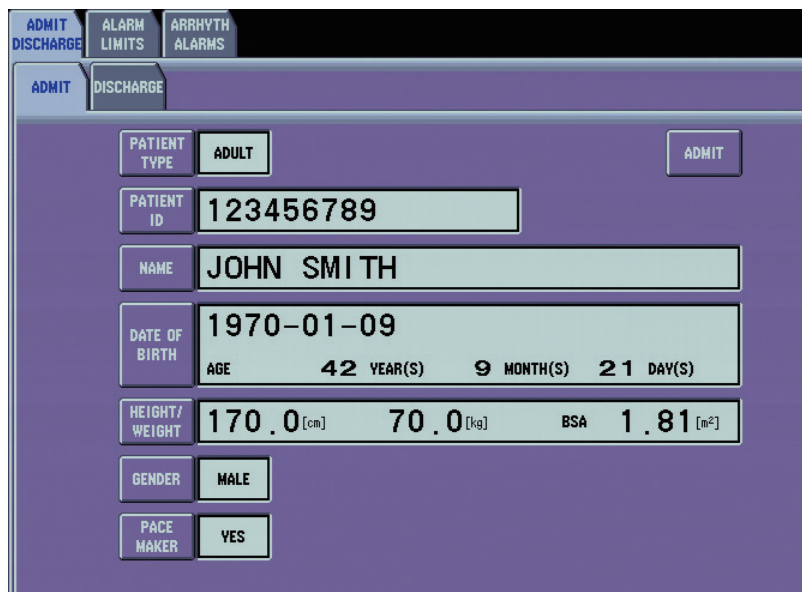 ADMIT DISCHARGE
ALARM LIMITS
ARRHYTH ALARMS
ADMIT
DISCHARGE
PATIENT TYPE
ADULT
ADMIT
PATIENT ID
123456789
NAME
JOHN SMITH
DATE OF BIRTH
1970-01-09
AGE 42 YEAR(S) 9 MONTH(S) 21 DAY(S)
HEIGHT/ WEIGHT
170.0[cm] 70.0[kg] BSA 1.81[m²]
GENDER
MALE
PACE MAKER
YES